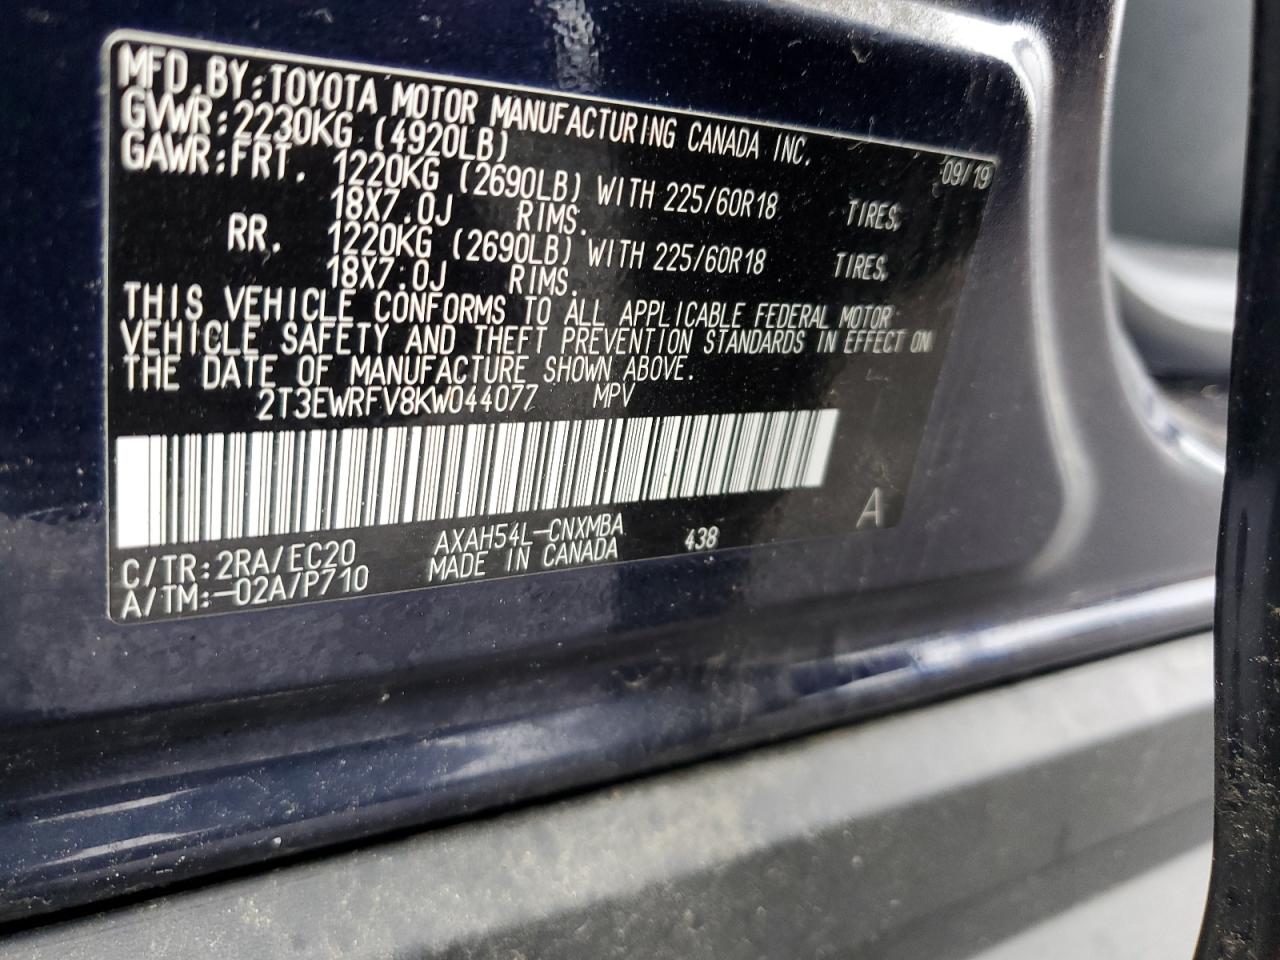 MFD.BY:TOYOTA MOTOR MANUFACTURING CANADA INC.
GVWR:2230KG (4920LB) 09/19
GAWR:FRT. 1220KG (2690LB) WITH 225/60R18 TIRES,
18X7.0J RIMS.
RR. 1220KG (2690LB) WITH 225/60R18 TIRES,
18X7.0J RIMS.
THIS VEHICLE CONFORMS TO ALL APPLICABLE FEDERAL MOTOR
VEHICLE SAFETY AND THEFT PREVENTION STANDARDS IN EFFECT ON
THE DATE OF MANUFACTURE SHOWN ABOVE.
2T3EWRFV8KW044077 MPV
A
C/TR:2RA/EC20 AXAH54L-CNXMBA 438
A/TM:-02A/P710 MADE IN CANADA